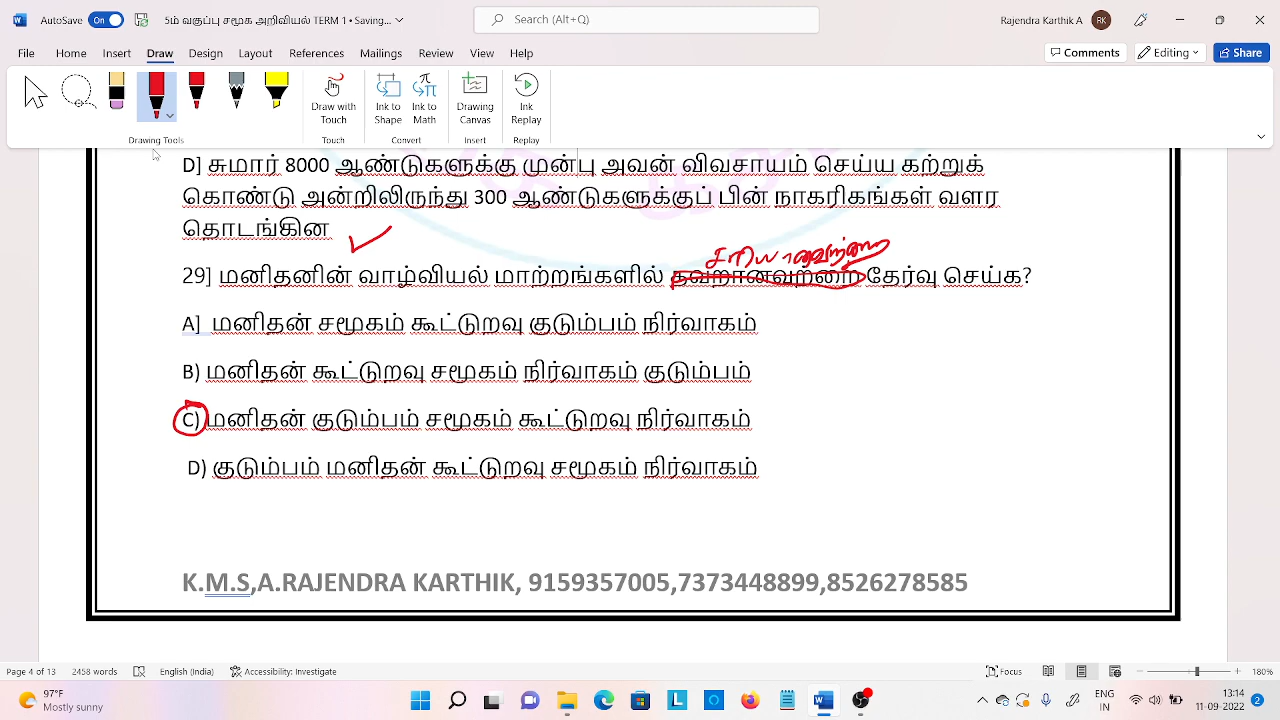 AutoSave On 05 வகுப்பு சமூக அறிவியல் TERM 1 • Saving... Search (Alt+Q) Rajendra Karthik A RK
File Home Insert Draw Design Layout References Mailings Review View Help Comments Editing Share
Draw with Touch Ink to Shape Ink to Math Drawing Canvas Ink Replay
Drawing Tools Touch Convert Insert Replay
D] சுமார் 8000 ஆண்டுகளுக்கு முன்பு அவன் விவசாயம் செய்ய கற்றுக்
கொண்டு அன்றிலிருந்து 300 ஆண்டுகளுக்குப் பின் நாகரிகங்கள் வளர
தொடங்கின
சரியானவற்றை
29] மனிதனின் வாழ்வியல் மாற்றங்களில் தவறானவற்றை தேர்வு செய்க?
A] மனிதன் சமூகம் கூட்டுறவு குடும்பம் நிர்வாகம்
B) மனிதன் கூட்டுறவு சமூகம் நிர்வாகம் குடும்பம்
C) மனிதன் குடும்பம் சமூகம் கூட்டுறவு நிர்வாகம்
D) குடும்பம் மனிதன் கூட்டுறவு சமூகம் நிர்வாகம்
K.M.S,A.RAJENDRA KARTHIK, 9159357005,7373448899,8526278585
Page 4 of 13 2458 words English (India) Accessibility: Investigate Focus 180%
97°F Mostly sunny ENG IN 13:14 11-09-2022 2